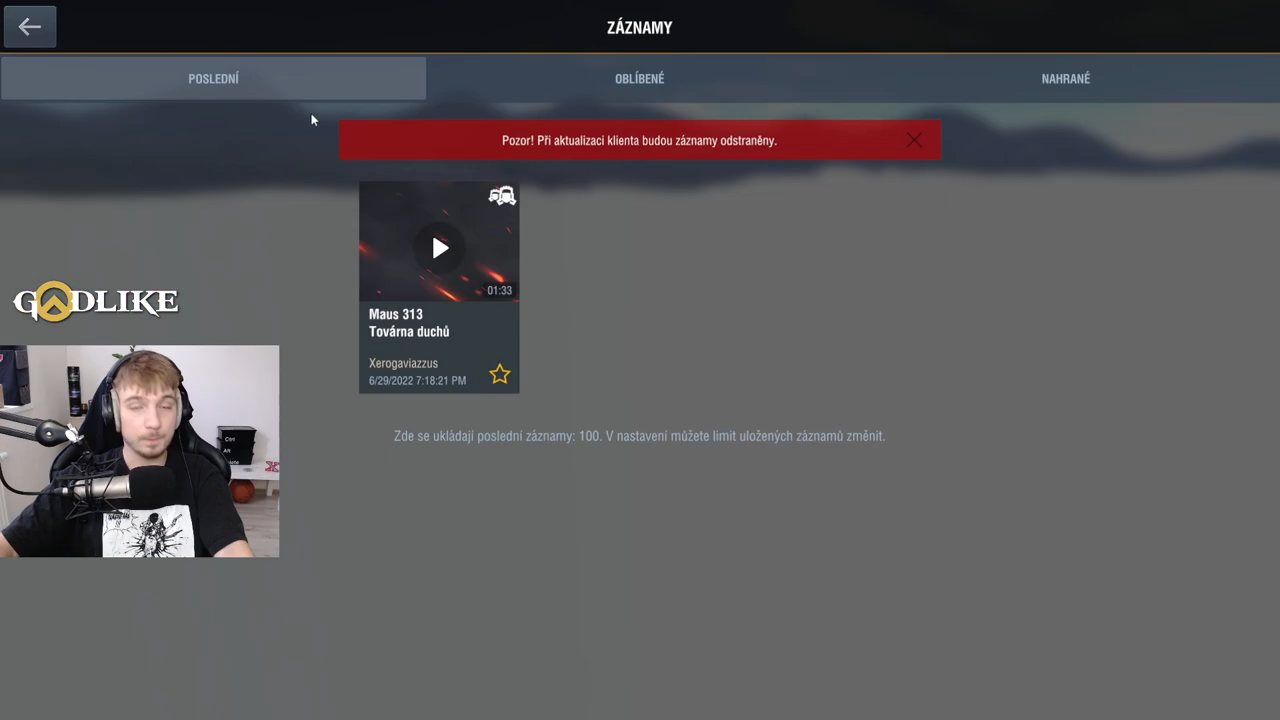 ZÁZNAMY
POSLEDNÍ
OBLÍBENÉ
NAHRANÉ
Pozor! Při aktualizaci klienta budou záznamy odstraněny.
01:33
Maus 313
Továrna duchů
Xerogaviazzus
6/29/2022 7:18:21 PM
Zde se ukládají poslední záznamy: 100. V nastavení můžete limit uložených záznamů změnit.
GODLIKE
Ctrl
Alt